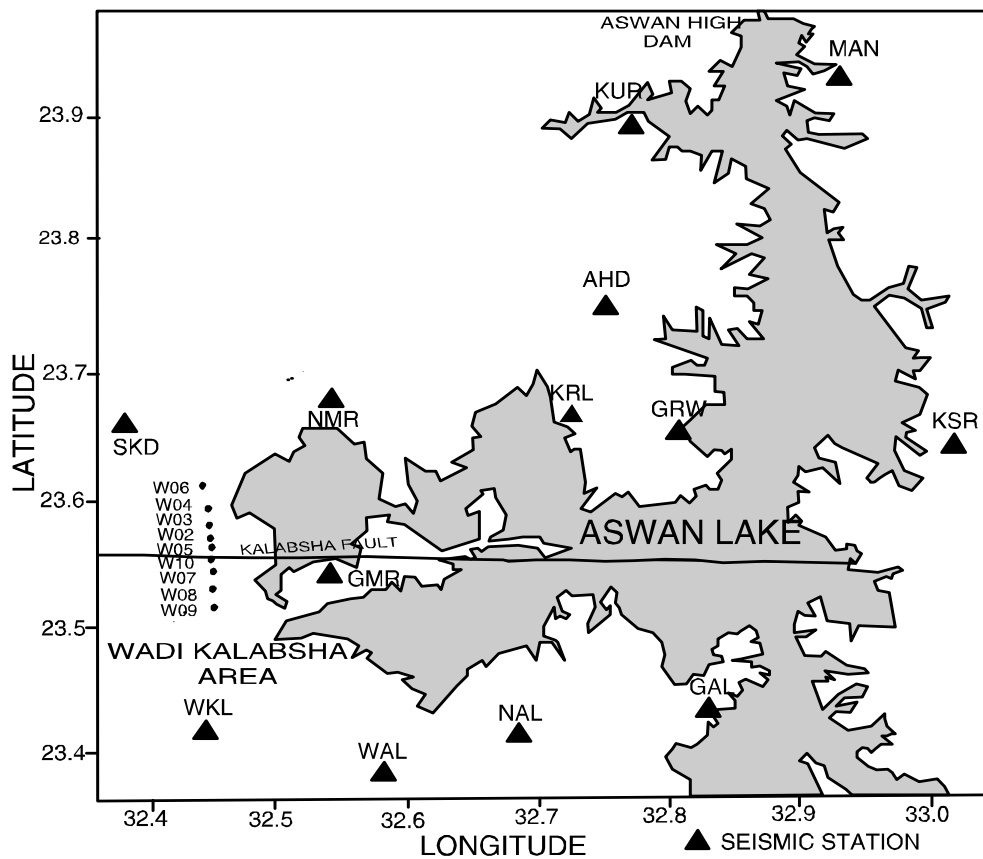 ASWAN HIGH
DAM
MAN
KUR
23.9
23.8
AHD
23.7
KRL
GRW
NMR
KSR
SKD
LATITUDE
W06
W04
W03
W02
W05
W10
W07
W08
W09
23.6
ASWAN LAKE
KALABSHA FAULT
GMR
23.5
WADI KALABSHA
AREA
GAL
WKL
NAL
WAL
23.4
32.4 32.5 32.6 32.7 32.8 32.9 33.0
LONGITUDE
SEISMIC STATION